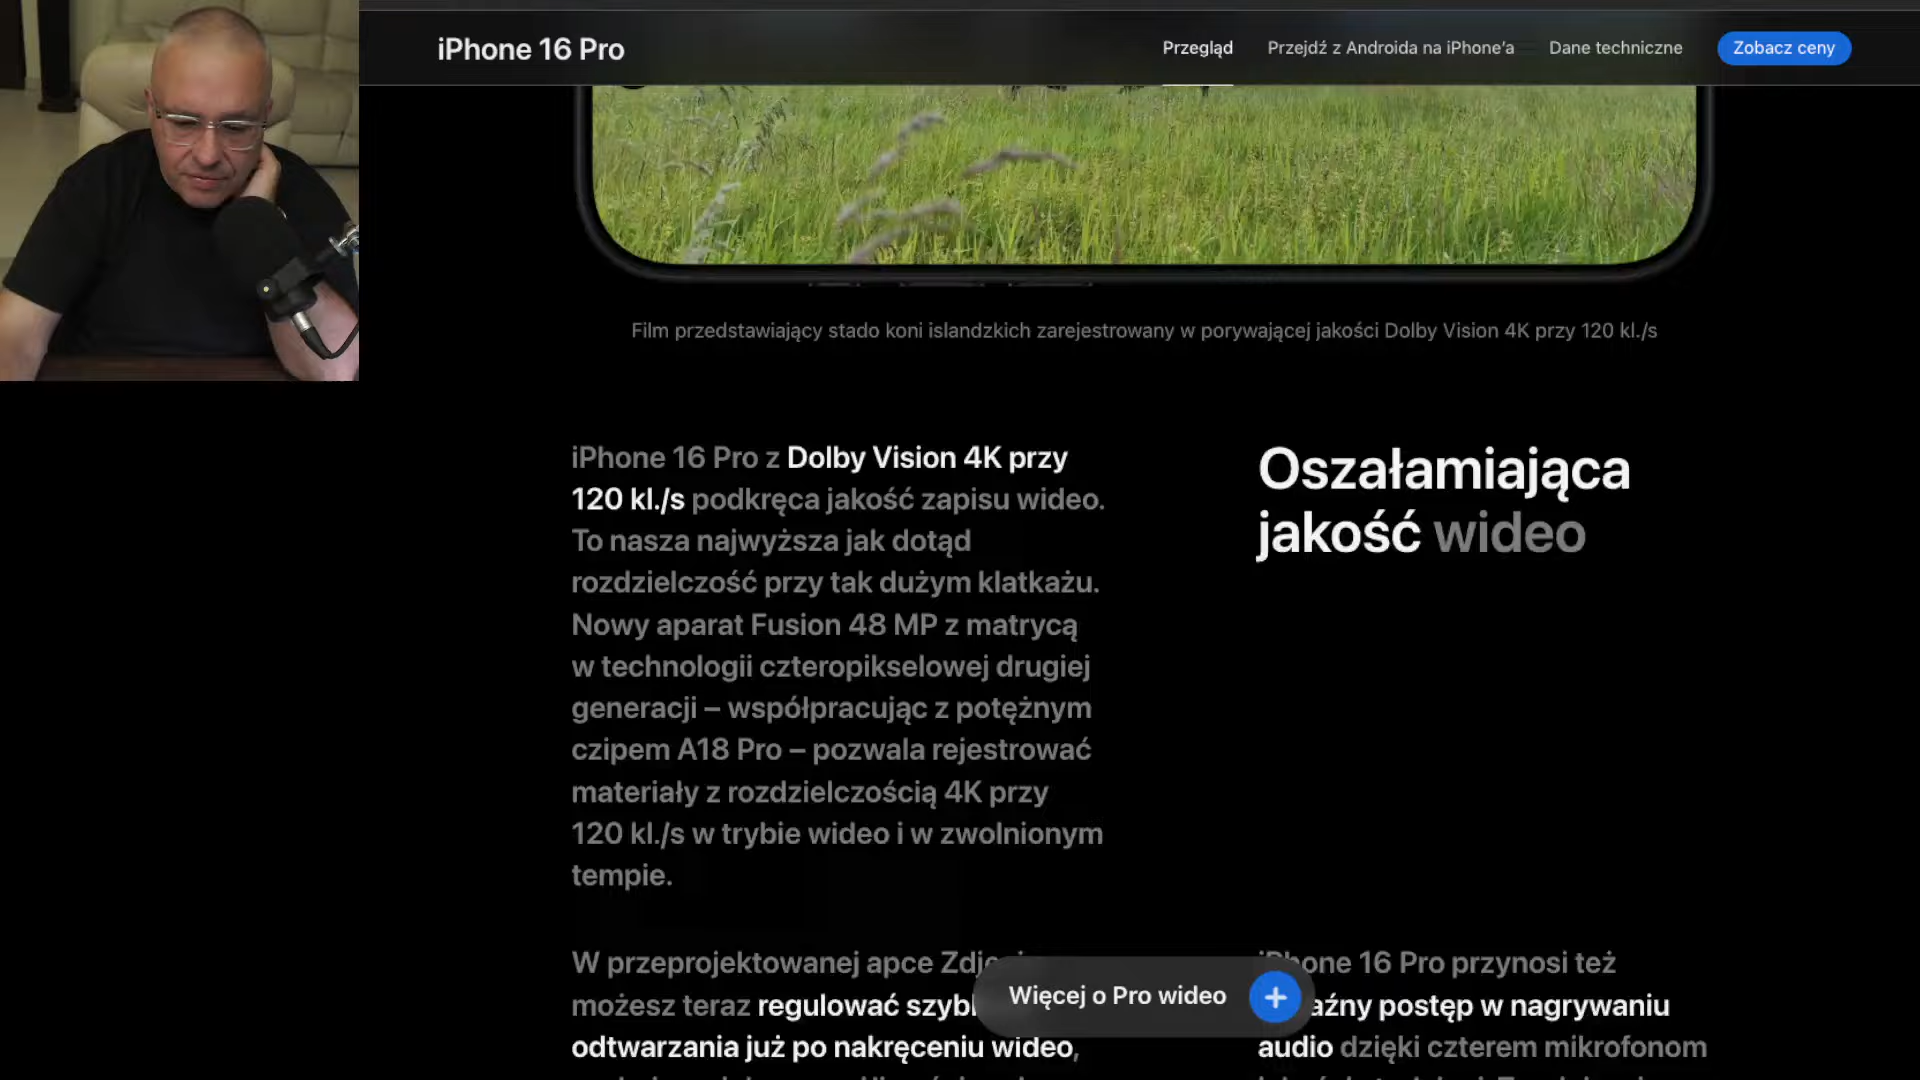 iPhone 16 Pro
Przegląd
Przejdź z Androida na iPhone'a
Dane techniczne
Zobacz ceny
Film przedstawiający stado koni islandzkich zarejestrowany w porywającej jakości Dolby Vision 4K przy 120 kl./s
iPhone 16 Pro z Dolby Vision 4K przy
120 kl./s podkręca jakość zapisu wideo.
To nasza najwyższa jak dotąd
rozdzielczość przy tak dużym klatkażu.
Nowy aparat Fusion 48 MP z matrycą
w technologii czteropikselowej drugiej
generacji – współpracując z potężnym
czipem A18 Pro – pozwala rejestrować
materiały z rozdzielczością 4K przy
120 kl./s w trybie wideo i w zwolnionym
tempie.
Oszałamiająca
jakość wideo
W przeprojektowanej apce
możesz teraz regulować
odtwarzania już po nakręceniu wideo,
Więcej o Pro wideo
iPhone 16 Pro przynosi też
postęp w nagrywaniu
audio dzięki czterem mikrofonom